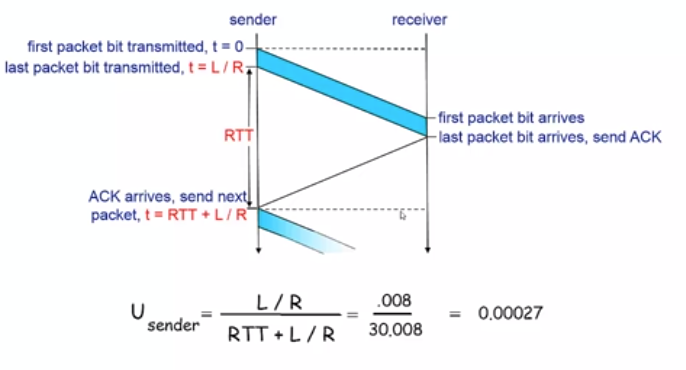 sender
receiver
first packet bit transmitted, t = 0
last packet bit transmitted, t = L / R
first packet bit arrives
RTT
last packet bit arrives, send ACK
ACK arrives, send next
packet, t = RTT + L / R
U sender = L / R / RTT + L / R = .008 / 30.008 = 0.00027